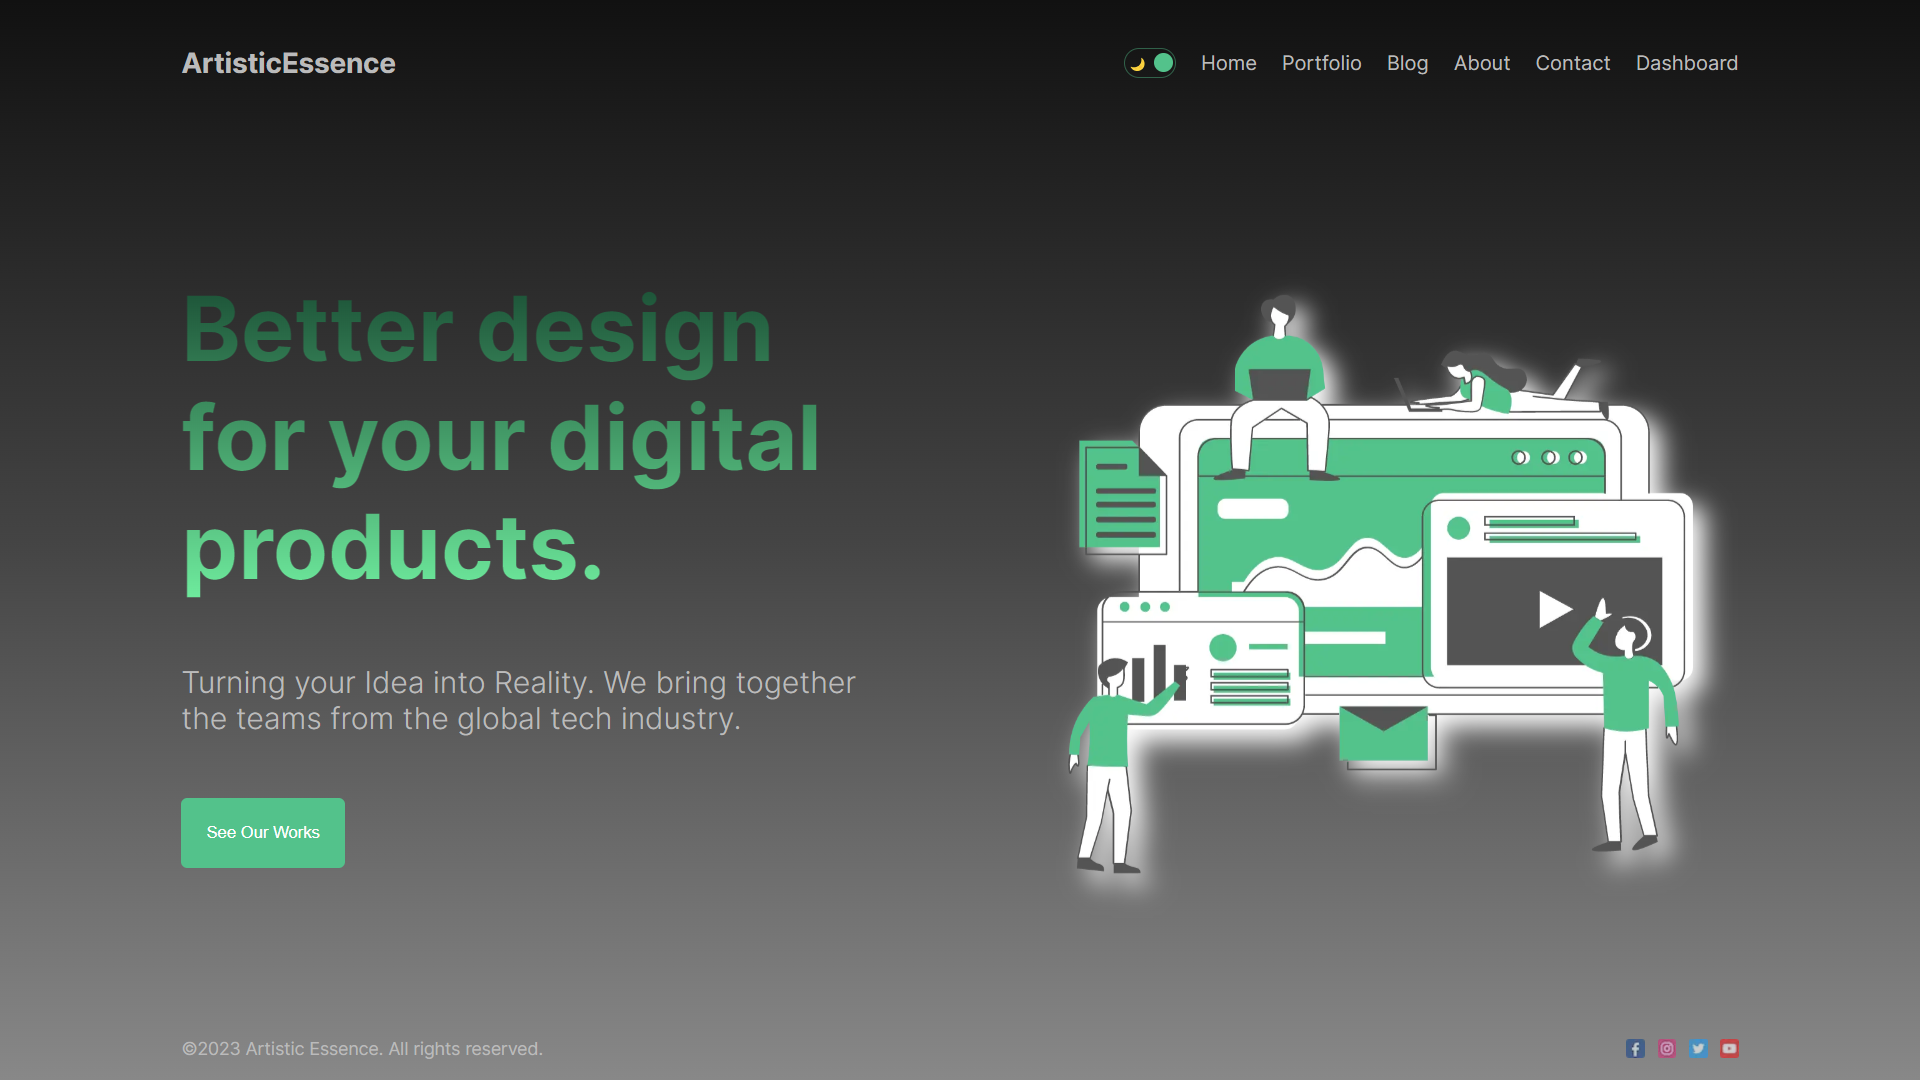 ArtisticEssence
Home Portfolio Blog About Contact Dashboard
Better design
for your digital
products.
Turning your Idea into Reality. We bring together
the teams from the global tech industry.
See Our Works
©2023 Artistic Essence. All rights reserved.